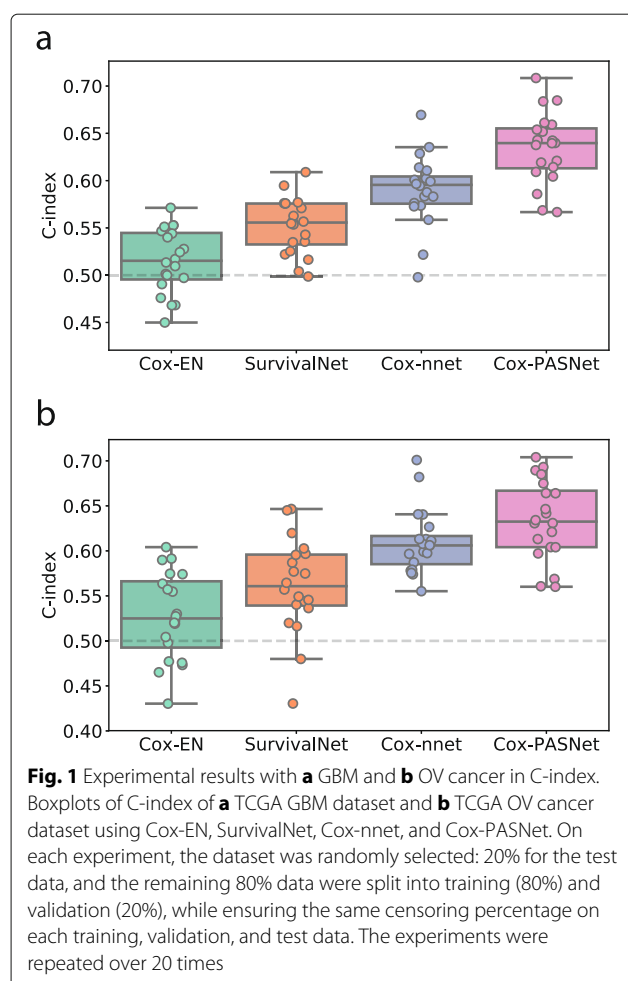 a
0.70
0.65
0.60
0.55
0.50
0.45
C-index
Cox-EN SurvivalNet Cox-nnet Cox-PASNet
b
0.70
0.65
0.60
0.55
0.50
0.45
0.40
C-index
Cox-EN SurvivalNet Cox-nnet Cox-PASNet
Fig. 1 Experimental results with a GBM and b OV cancer in C-index.
Boxplots of C-index of a TCGA GBM dataset and b TCGA OV cancer
dataset using Cox-EN, SurvivalNet, Cox-nnet, and Cox-PASNet. On
each experiment, the dataset was randomly selected: 20% for the test
data, and the remaining 80% data were split into training (80%) and
validation (20%), while ensuring the same censoring percentage on
each training, validation, and test data. The experiments were
repeated over 20 times